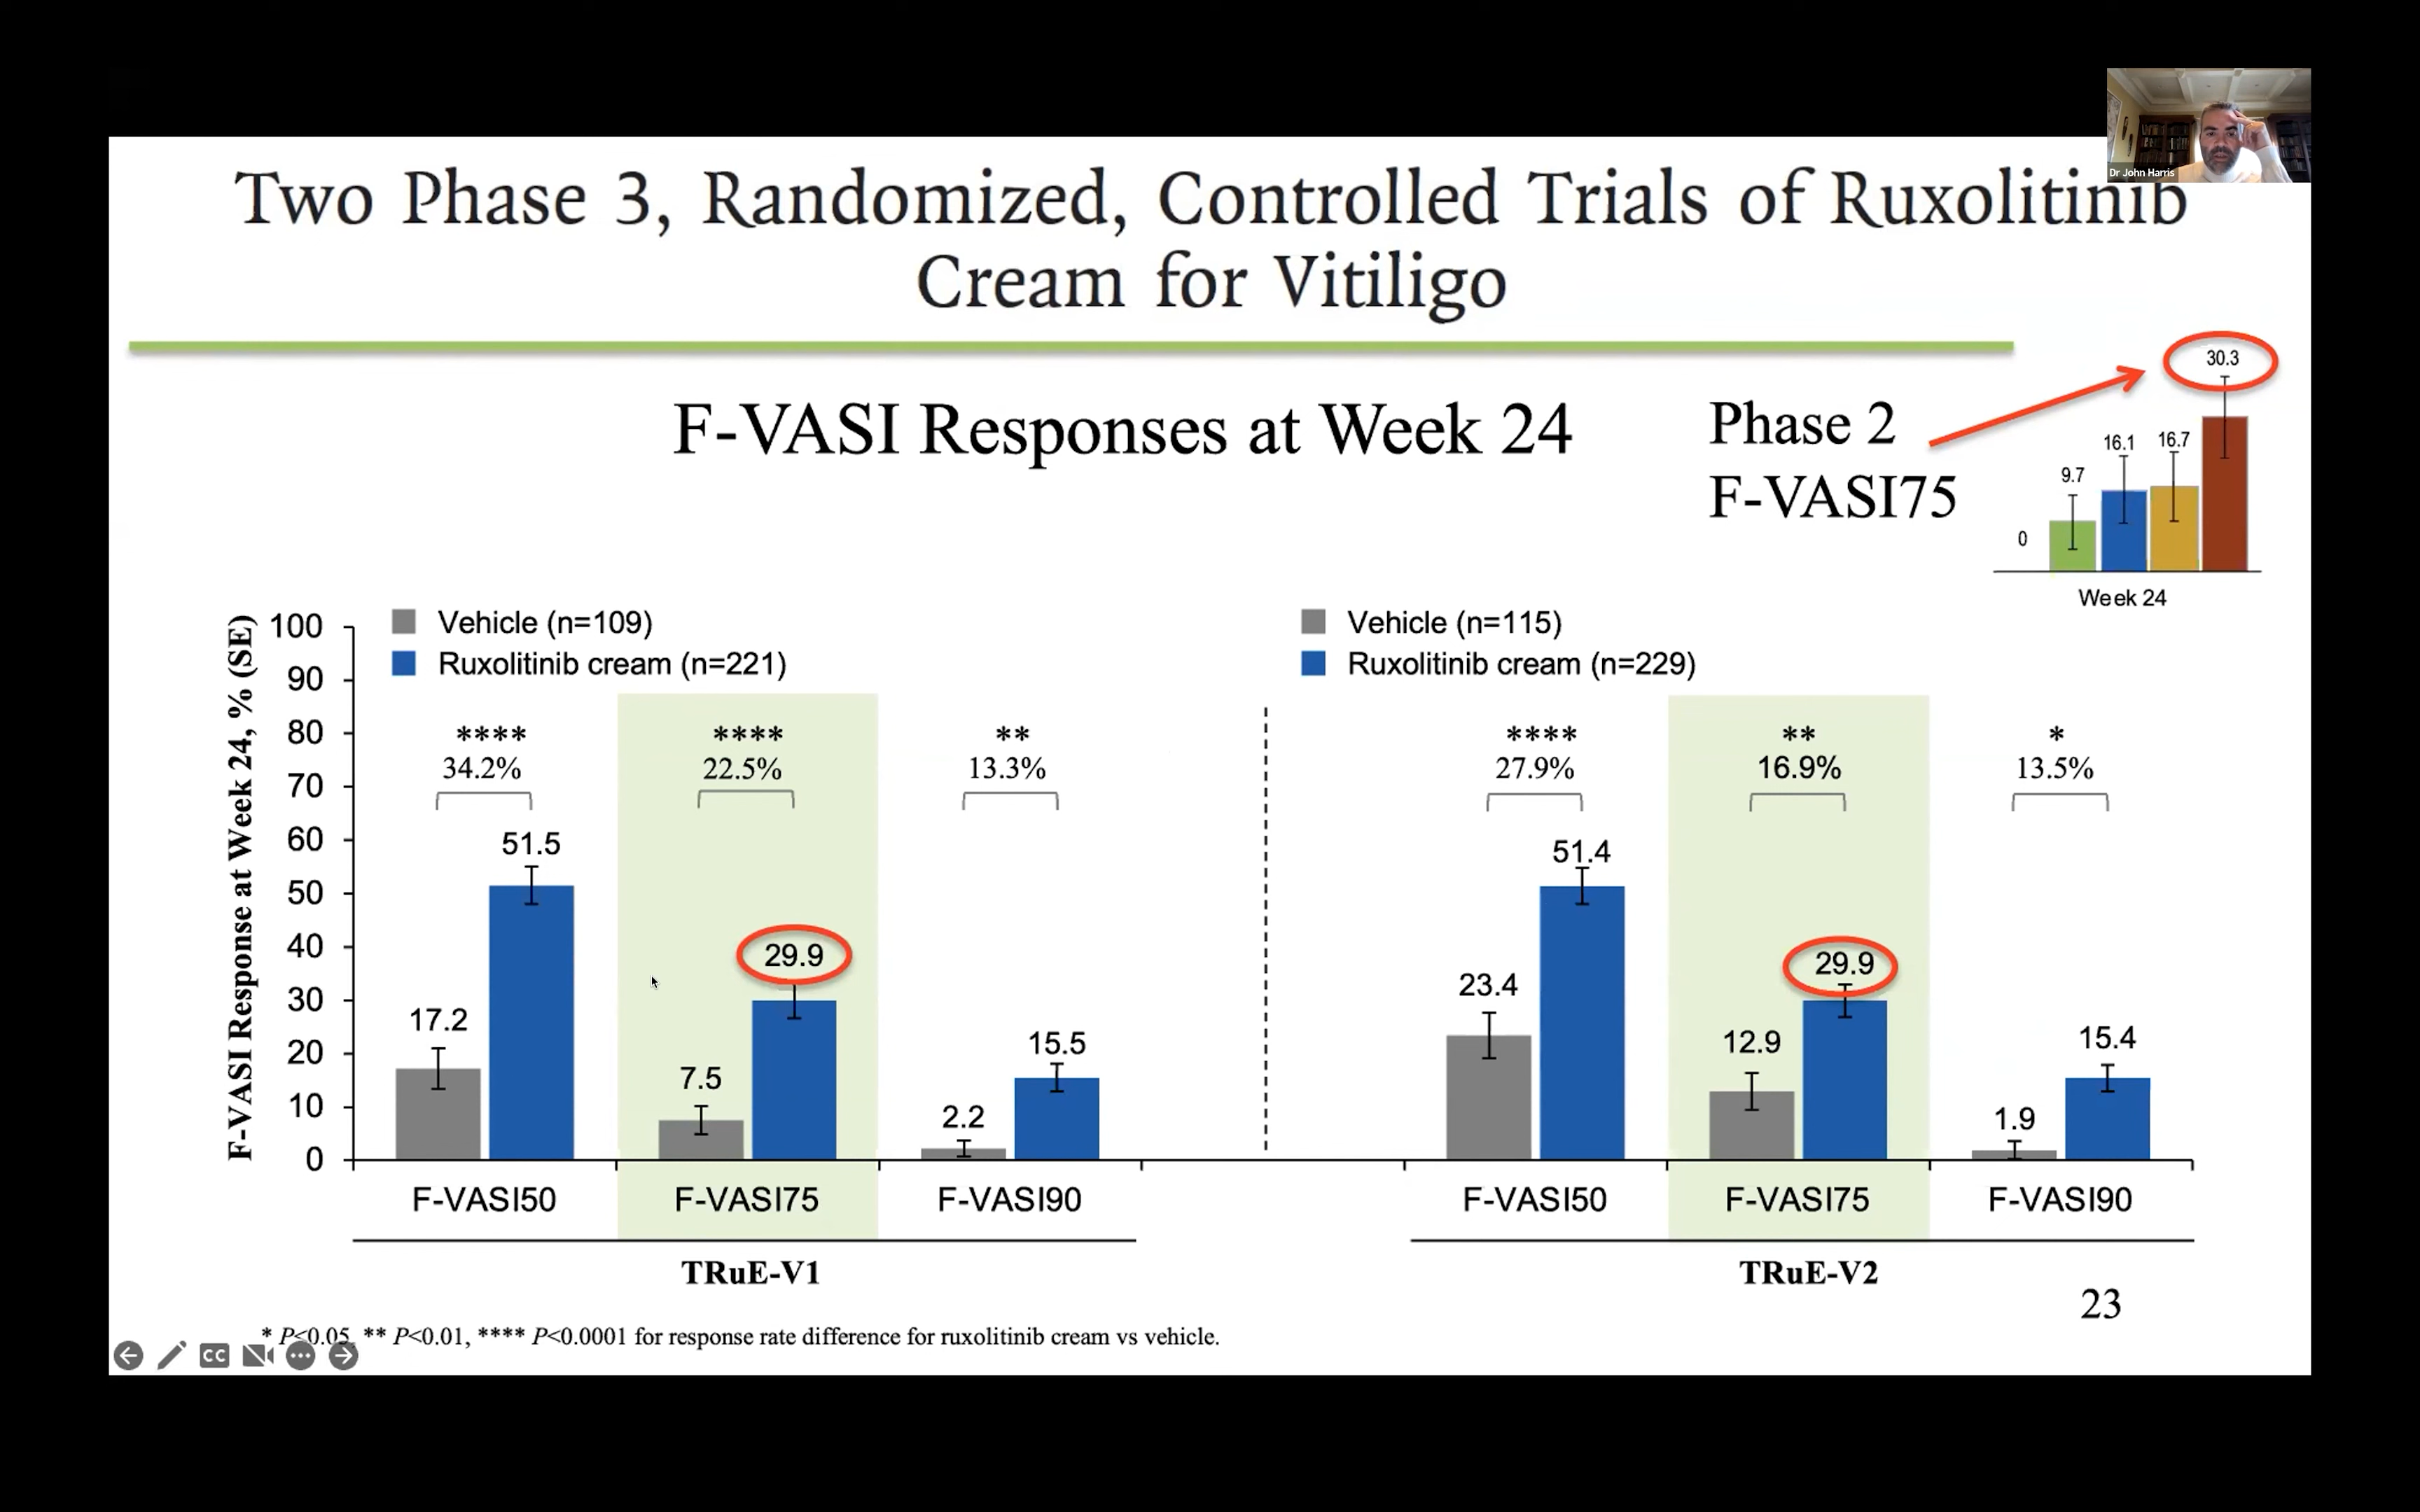 Dr John Harris
Two Phase 3, Randomized, Controlled Trials of Ruxolitinib
Cream for Vitiligo
F-VASI Responses at Week 24
Phase 2
F-VASI75
30.3
16.1
16.7
9.7
0
Week 24
F-VASI Response at Week 24, % (SE)
100
90
80
70
60
50
40
30
20
10
0
Vehicle (n=109)
Ruxolitinib cream (n=221)
****
34.2%
****
22.5%
**
13.3%
17.2
51.5
7.5
29.9
2.2
15.5
F-VASI50
F-VASI75
F-VASI90
TRuE-V1
Vehicle (n=115)
Ruxolitinib cream (n=229)
****
27.9%
**
16.9%
*
13.5%
23.4
51.4
12.9
29.9
1.9
15.4
F-VASI50
F-VASI75
F-VASI90
TRuE-V2
23
* P<0.05, ** P<0.01, **** P<0.0001 for response rate difference for ruxolitinib cream vs vehicle.
CC